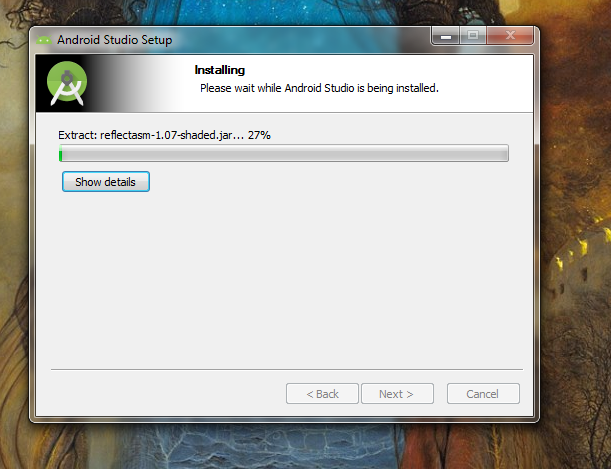 Android Studio Setup
Installing
Please wait while Android Studio is being installed.
Extract: reflectasm-1.07-shaded.jar... 27%
Show details
< Back
Next >
Cancel